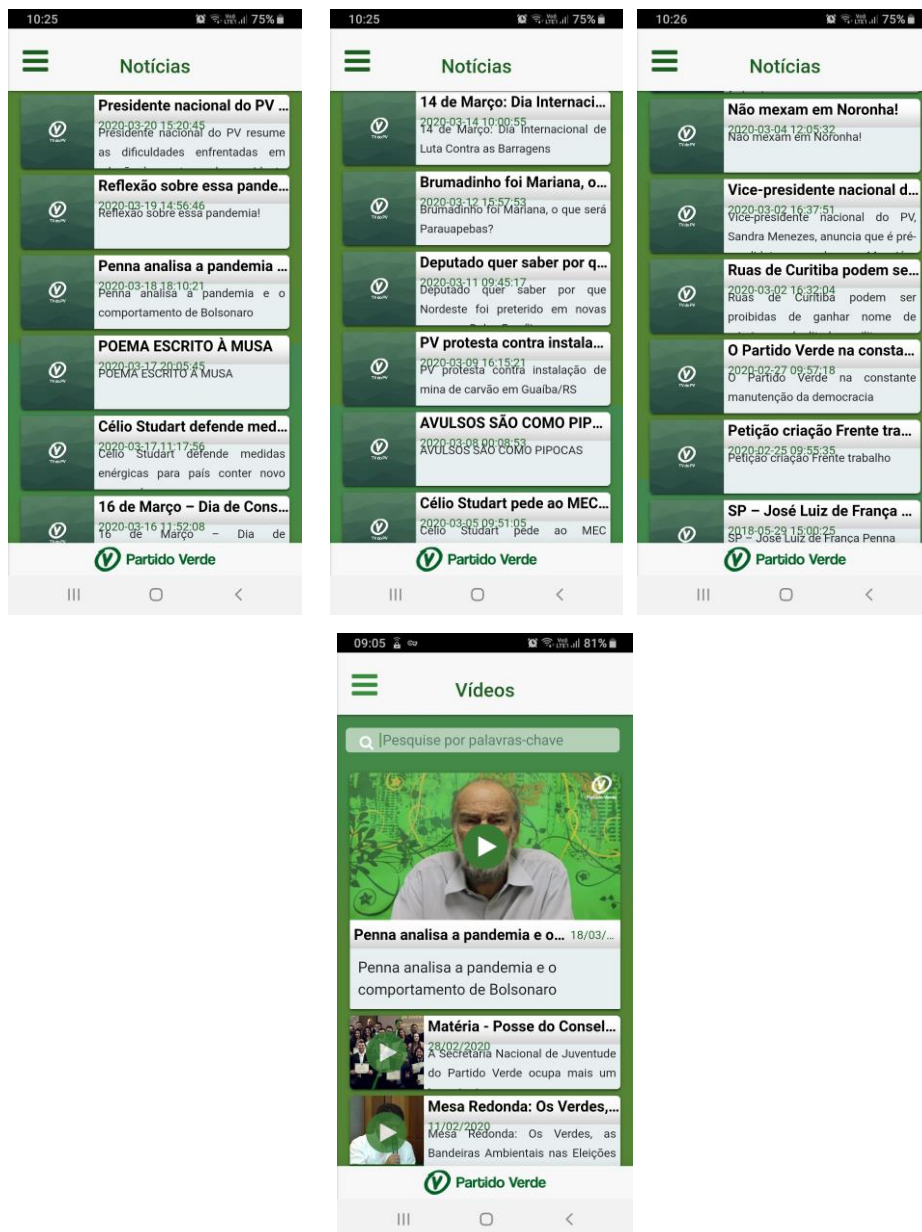 10:25
75%
Notícias
Presidente nacional do PV ...
2020-03-20 15:20:45
Presidente nacional do PV resume
as dificuldades enfrentadas em
Reflexão sobre essa pande...
2020-03-19 14:56:46
Reflexão sobre essa pandemia!
Penna analisa a pandemia ...
2020-03-18 18:10:21
Penna analisa a pandemia e o
comportamento de Bolsonaro
POEMA ESCRITO À MUSA
2020-03-17 20:05:45
POEMA ESCRITO À MUSA
Célio Studart defende med...
2020-03-17 11:17:56
Célio Studart defende medidas
enérgicas para país conter novo
16 de Março – Dia de Cons...
2020-03-16 11:52:08
16 de Março – Dia de
Partido Verde
10:25
75%
Notícias
14 de Março: Dia Internaci...
2020-03-14 10:00:55
14 de Março: Dia Internacional de
Luta Contra as Barragens
Brumadinho foi Mariana, o...
2020-03-12 15:57:53
Brumadinho foi Mariana, o que será
Parauapebas?
Deputado quer saber por q...
2020-03-11 09:45:17
Deputado quer saber por que
Nordeste foi preterido em novas
PV protesta contra instala...
2020-03-09 16:15:21
PV protesta contra instalação de
mina de carvão em Guaíba/RS
AVULSOS SÃO COMO PIP...
2020-03-08 00:08:53
AVULSOS SÃO COMO PIPOCAS
Célio Studart pede ao MEC...
2020-03-05 09:51:05
Célio Studart pede ao MEC
Partido Verde
10:26
75%
Notícias
Não mexam em Noronha!
2020-03-04 12:05:32
Não mexam em Noronha!
Vice-presidente nacional d...
2020-03-02 16:37:51
Vice-presidente nacional do PV,
Sandra Menezes, anuncia que é pré-
Ruas de Curitiba podem se...
2020-03-02 16:32:04
Ruas de Curitiba podem ser
proibidas de ganhar nome de
O Partido Verde na consta...
2020-02-27 09:57:18
O Partido Verde na constante
manutenção da democracia
Petição criação Frente tra...
2020-02-25 09:55:35
Petição criação Frente trabalho
SP – José Luiz de França ...
2018-05-29 15:00:25
SP – José Luiz de França Penna
Partido Verde
09:05
81%
Vídeos
Pesquise por palavras-chave
Partido Verde
Penna analisa a pandemia e o... 18/03/...
Penna analisa a pandemia e o
comportamento de Bolsonaro
Matéria - Posse do Consel...
28/02/2020
A Secretaria Nacional de Juventude
do Partido Verde ocupa mais um
Mesa Redonda: Os Verdes,...
11/02/2020
Mesa Redonda: Os Verdes, as
Bandeiras Ambientais nas Eleições
Partido Verde